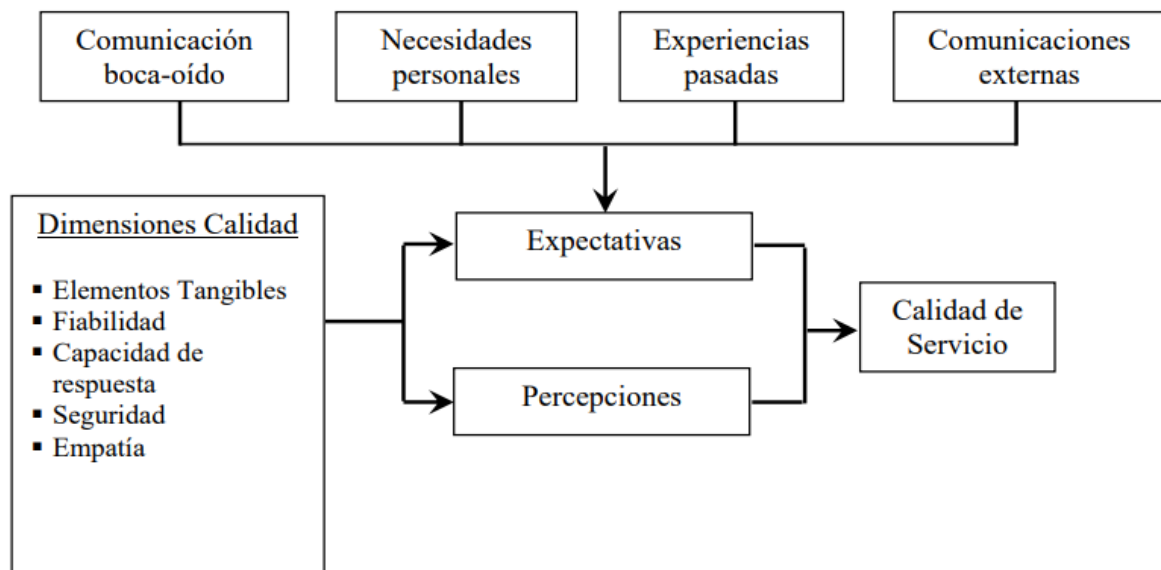 Comunicación
boca-oído
Necesidades
personales
Experiencias
pasadas
Comunicaciones
externas
Dimensiones Calidad
▪ Elementos Tangibles
▪ Fiabilidad
▪ Capacidad de
respuesta
▪ Seguridad
▪ Empatía
Expectativas
Percepciones
Calidad de
Servicio